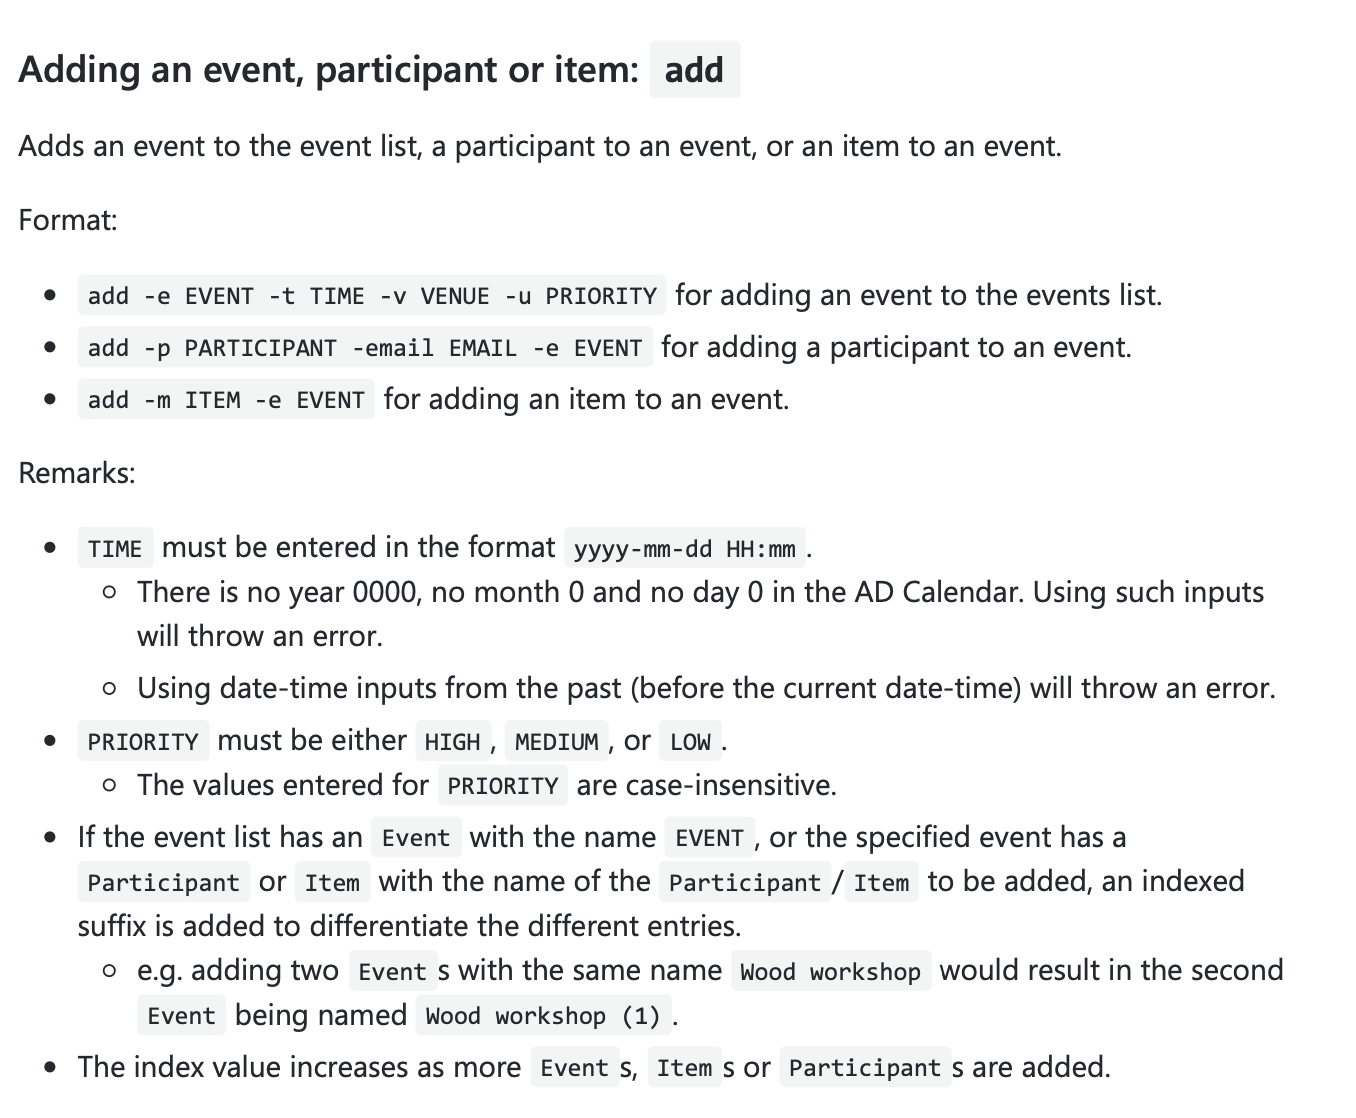 Adding an event, participant or item: add
Adds an event to the event list, a participant to an event, or an item to an event.
Format:
• add -e EVENT -t TIME -v VENUE -u PRIORITY for adding an event to the events list.
• add -p PARTICIPANT -email EMAIL -e EVENT for adding a participant to an event.
• add -m ITEM -e EVENT for adding an item to an event.
Remarks:
• TIME must be entered in the format yyyy-mm-dd HH:mm.
○ There is no year 0000, no month 0 and no day 0 in the AD Calendar. Using such inputs
will throw an error.
○ Using date-time inputs from the past (before the current date-time) will throw an error.
• PRIORITY must be either HIGH, MEDIUM, or LOW.
○ The values entered for PRIORITY are case-insensitive.
• If the event list has an Event with the name EVENT, or the specified event has a
Participant or Item with the name of the Participant/Item to be added, an indexed
suffix is added to differentiate the different entries.
○ e.g. adding two Events with the same name Wood workshop would result in the second
Event being named Wood workshop (1).
• The index value increases as more Events, Items or Participants are added.